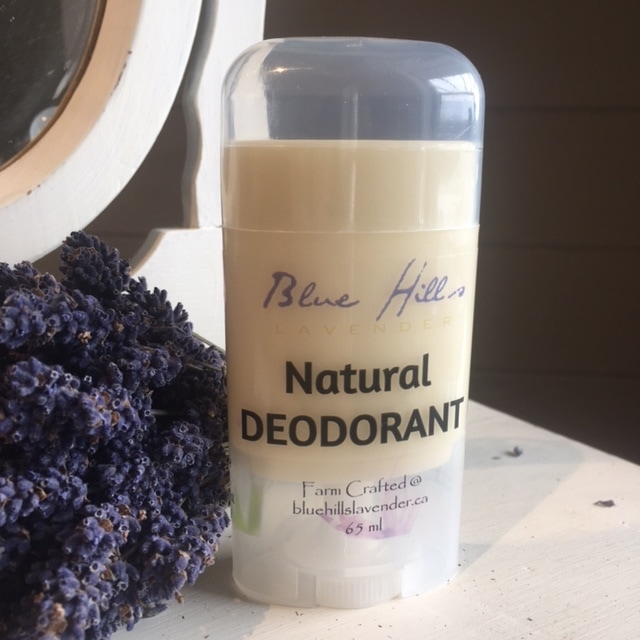 Blue Hills
LAVENDER
Natural
DEODORANT
Farm Crafted @
bluehillslavender.ca
65 ml